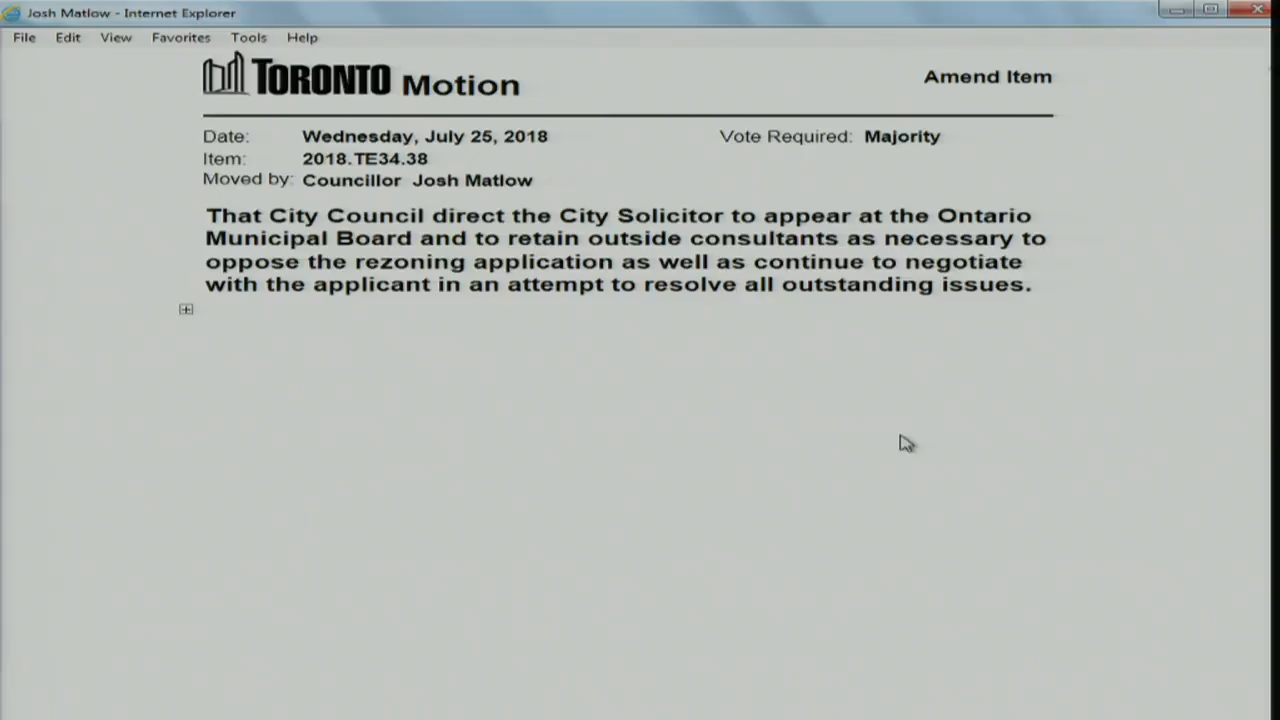 Josh Matlow - Internet Explorer
File Edit View Favorites Tools Help
TORONTO Motion
Amend Item
Date: Wednesday, July 25, 2018
Vote Required: Majority
Item: 2018.TE34.38
Moved by: Councillor Josh Matlow
That City Council direct the City Solicitor to appear at the Ontario
Municipal Board and to retain outside consultants as necessary to
oppose the rezoning application as well as continue to negotiate
with the applicant in an attempt to resolve all outstanding issues.